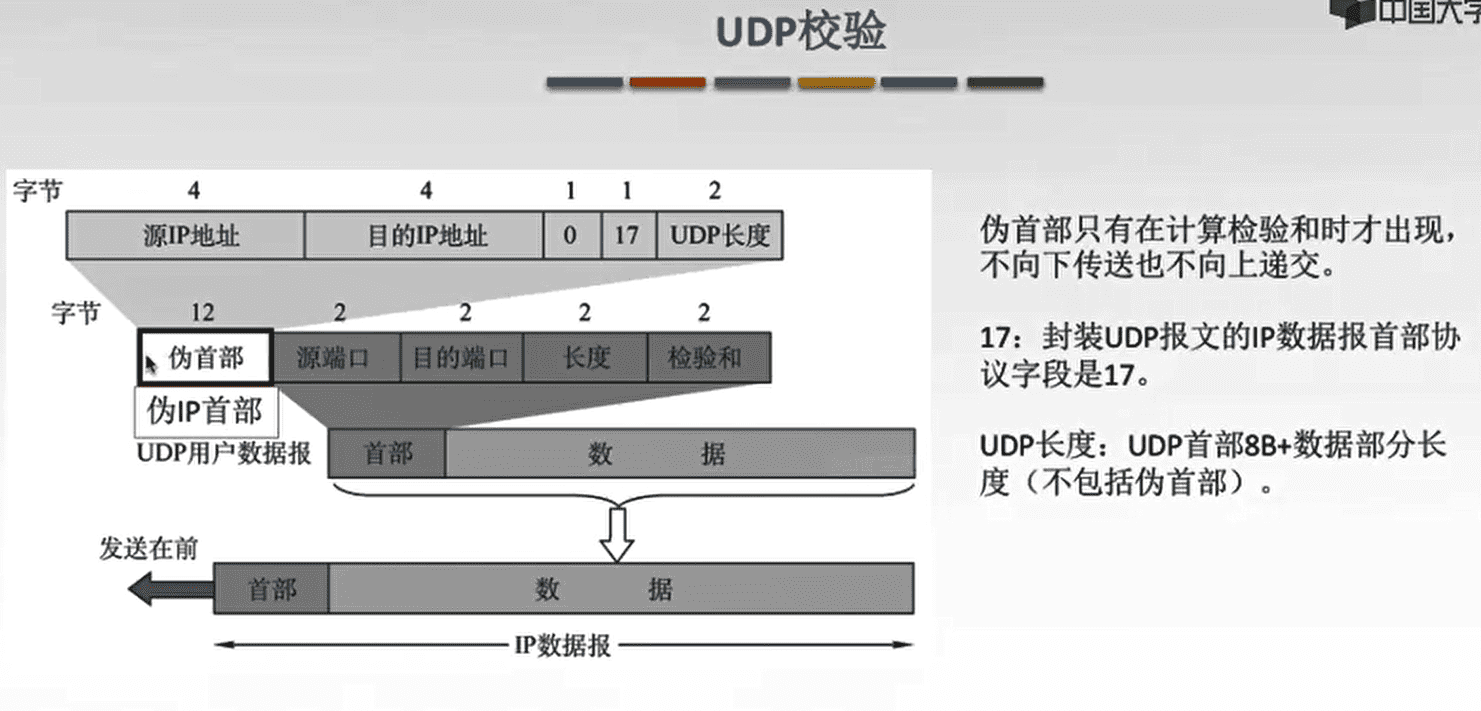 中国大学
UDP校验
字节 4 4 1 1 2
源IP地址 目的IP地址 0 17 UDP长度
字节 12 2 2 2 2
伪首部 源端口 目的端口 长度 检验和
伪IP首部
UDP用户数据报 首部 数 据
发送在前
首部 数 据
IP数据报
伪首部只有在计算检验和时才出现，
不向下传送也不向上递交。
17：封装UDP报文的IP数据报首部协
议字段是17。
UDP长度：UDP首部8B+数据部分长
度（不包括伪首部）。